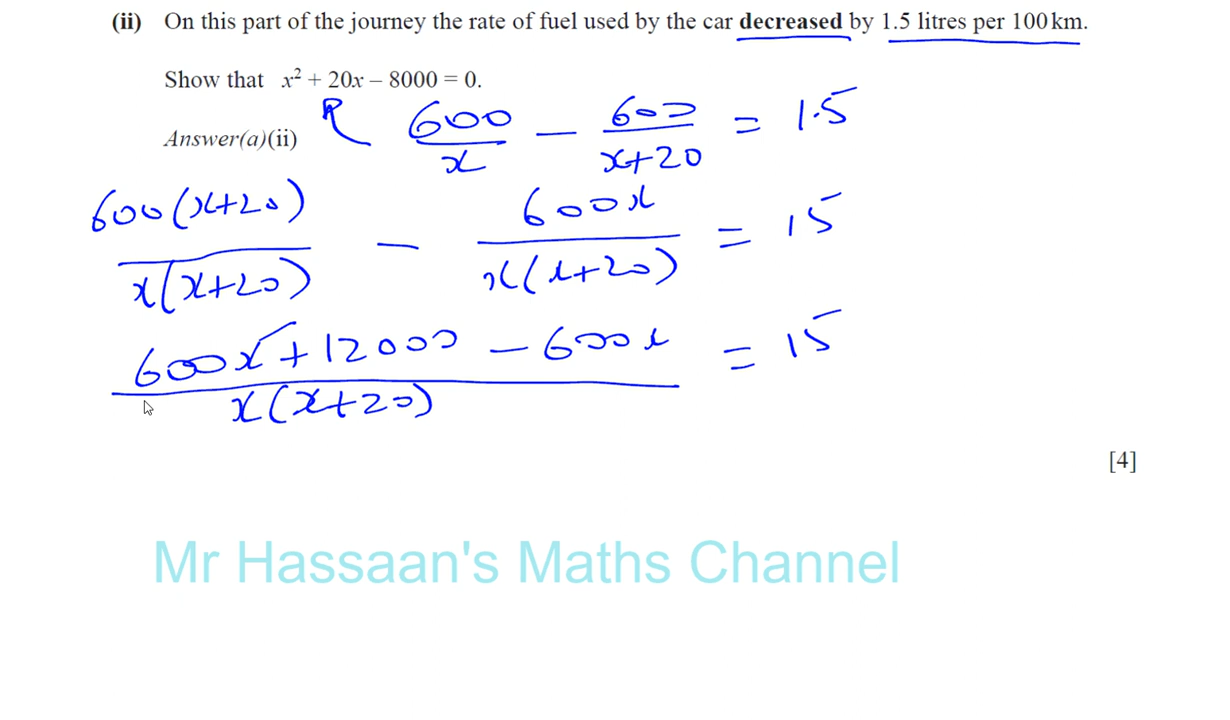 (ii) On this part of the journey the rate of fuel used by the car decreased by 1.5 litres per 100 km.
Show that x² + 20x – 8000 = 0.
Answer(a)(ii)
R 600/x – 600/(x+20) = 1.5
600(x+20)/x(x+20) – 600x/x(x+20) = 15
600x + 12000 – 600x / x(x+20) = 15
[4]
Mr Hassaan's Maths Channel